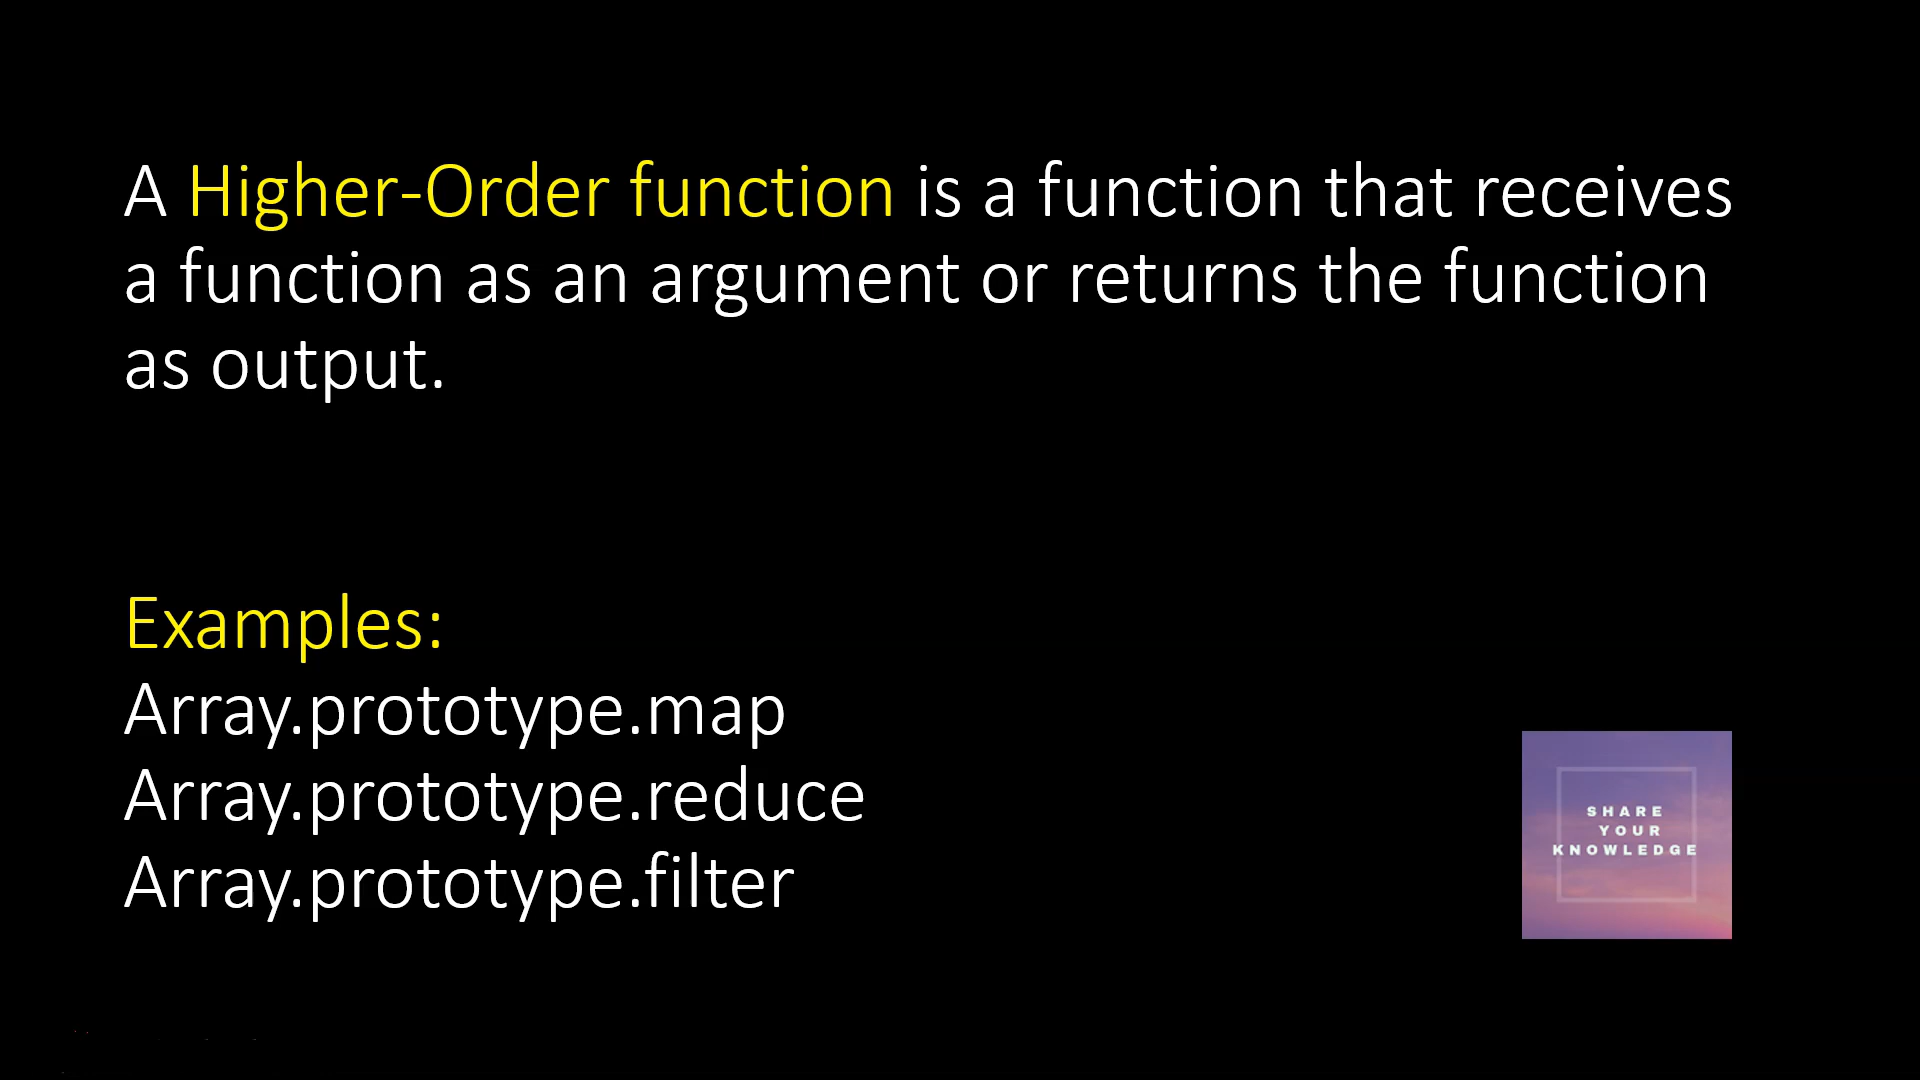 A Higher-Order function is a function that receives
a function as an argument or returns the function
as output.
Examples:
Array.prototype.map
Array.prototype.reduce
Array.prototype.filter
SHARE
YOUR
KNOWLEDGE